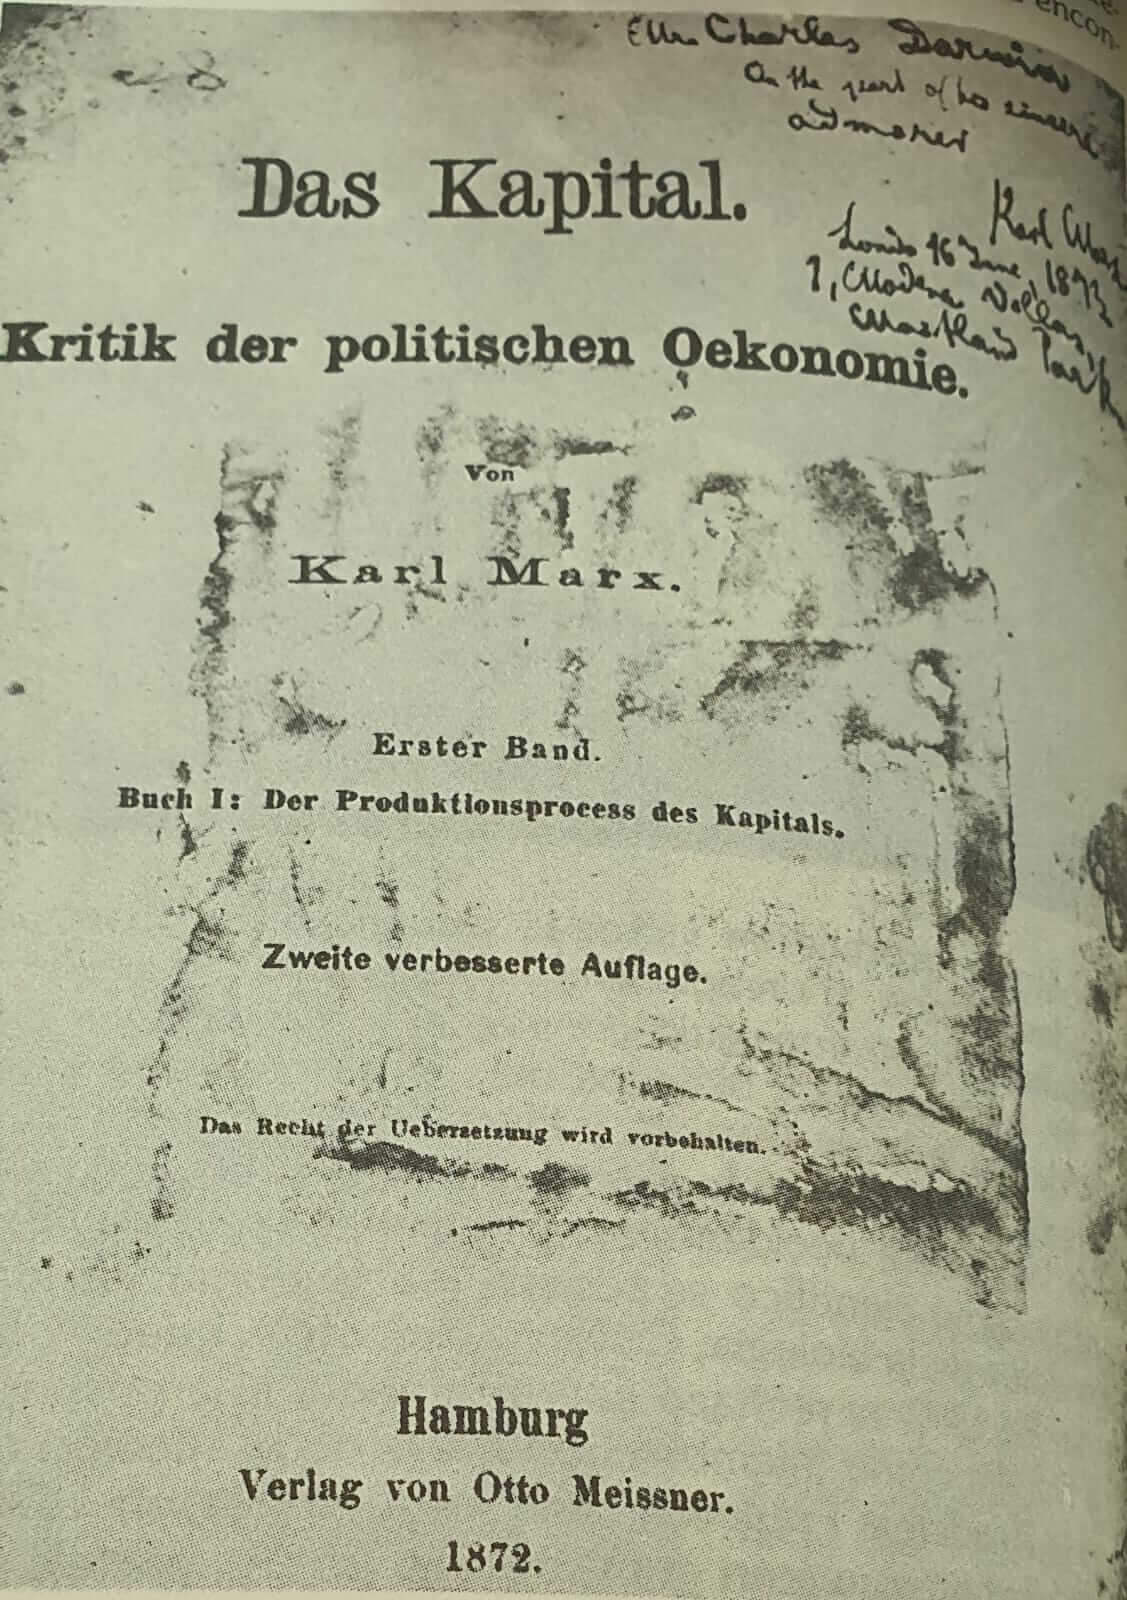 encon-
Mr. Charles Darwin
On the part of his sincere
admirer
Karl Marx
London 16 June, 1873
1, Modena Villas,
Maitland Park
Das Kapital.
Kritik der politischen Oekonomie.
Von
Karl Marx.
Erster Band.
Buch I: Der Produktionsprocess des Kapitals.
Zweite verbesserte Auflage.
Das Recht der Uebersetzung wird vorbehalten.
Hamburg
Verlag von Otto Meissner.
1872.